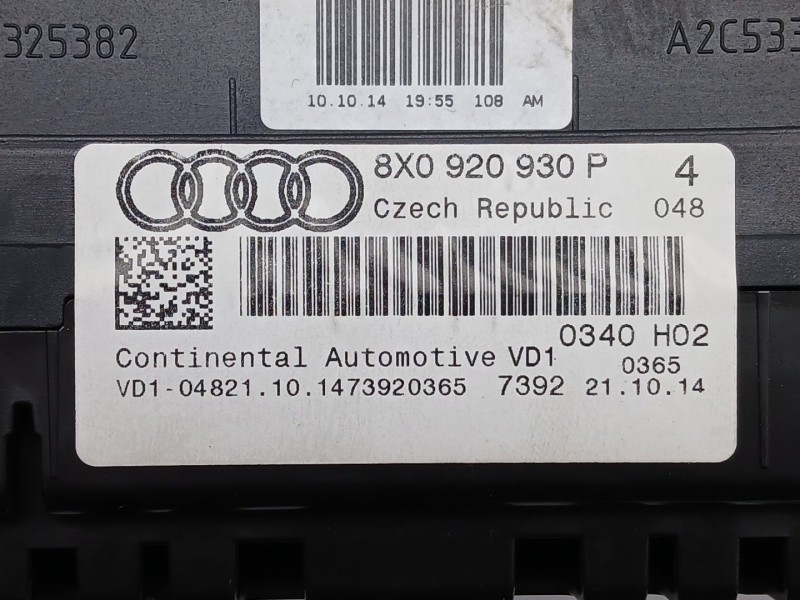 325382
A2C533
10.10.14 19:55 108 AM
8X0 920 930 P 4
Czech Republic 048
0340 H02
Continental Automotive VD1 0365
VD1-04821.10.1473920365 7392 21.10.14